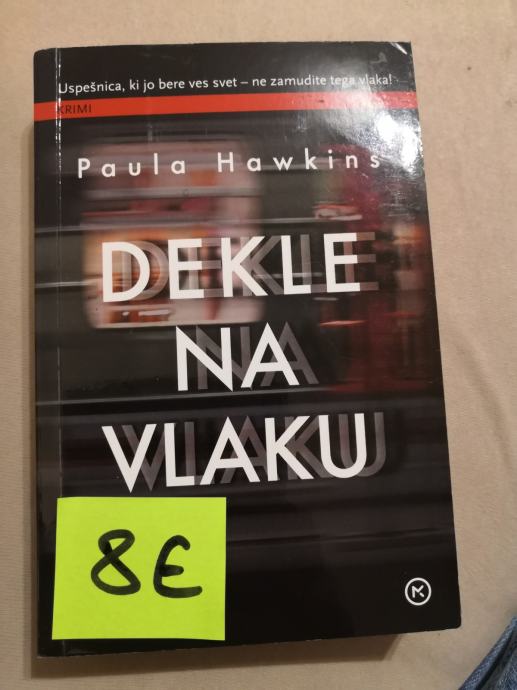 Uspešnica, ki jo bere ves svet – ne zamudite tega vlaka!
KRIMI
Paula Hawkins
DEKLE
NA
VLAKU
8€